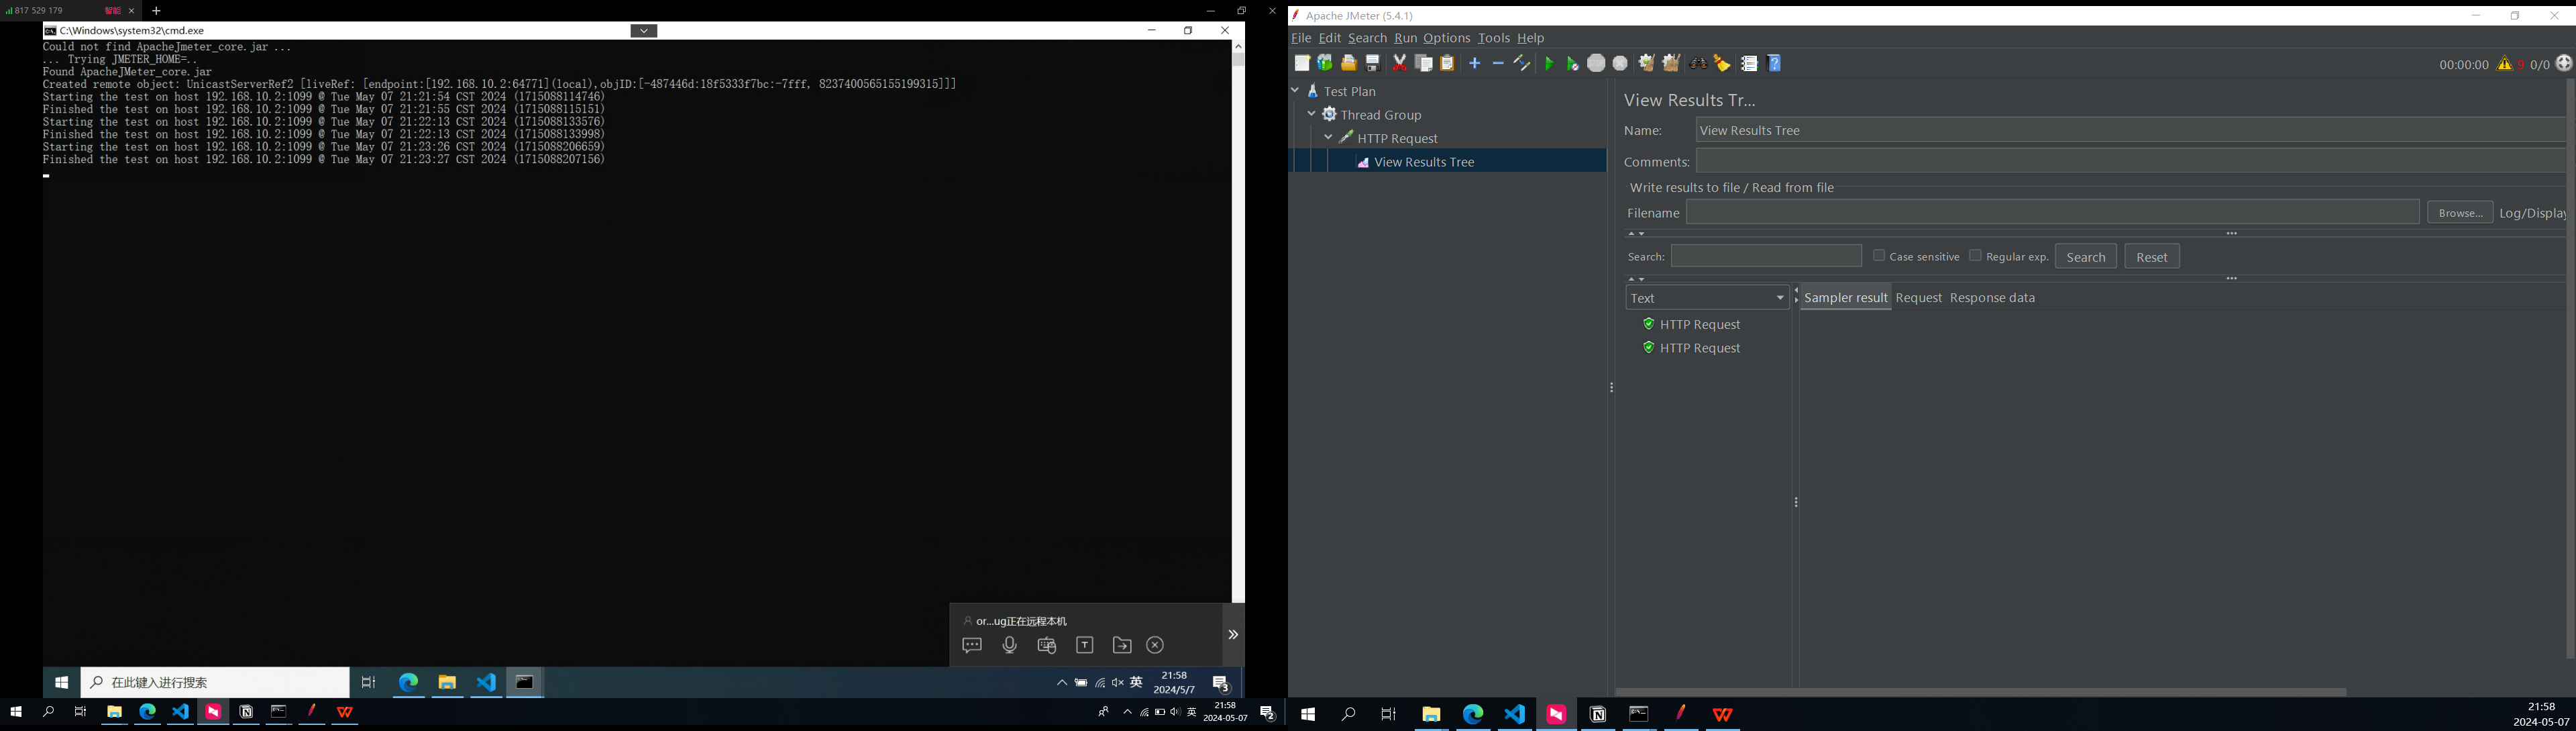 817 529 179 智能
C:\Windows\system32\cmd.exe
Could not find ApacheJmeter_core.jar ...
... Trying JMETER_HOME=..
Found ApacheJMeter_core.jar
Created remote object: UnicastServerRef2 [liveRef: [endpoint:[192.168.10.2:64771](local),objID:[-487446d:18f5333f7bc:-7fff, 8237400565155199315]]]
Starting the test on host 192.168.10.2:1099 @ Tue May 07 21:21:54 CST 2024 (1715088114746)
Finished the test on host 192.168.10.2:1099 @ Tue May 07 21:21:55 CST 2024 (1715088115151)
Starting the test on host 192.168.10.2:1099 @ Tue May 07 21:22:13 CST 2024 (1715088133576)
Finished the test on host 192.168.10.2:1099 @ Tue May 07 21:22:13 CST 2024 (1715088133998)
Starting the test on host 192.168.10.2:1099 @ Tue May 07 21:23:26 CST 2024 (1715088206659)
Finished the test on host 192.168.10.2:1099 @ Tue May 07 21:23:27 CST 2024 (1715088207156)
or...ug正在远程本机
在此键入进行搜索
英
21:58
2024/5/7
3
英
21:58
2024-05-07
2
Apache JMeter (5.4.1)
File Edit Search Run Options Tools Help
00:00:00 0 0/0
Test Plan
Thread Group
HTTP Request
View Results Tree
View Results Tr...
Name: View Results Tree
Comments:
Write results to file / Read from file
Filename Browse... Log/Display
Search: Case sensitive Regular exp. Search Reset
Text Sampler result Request Response data
HTTP Request
HTTP Request
21:58
2024-05-07